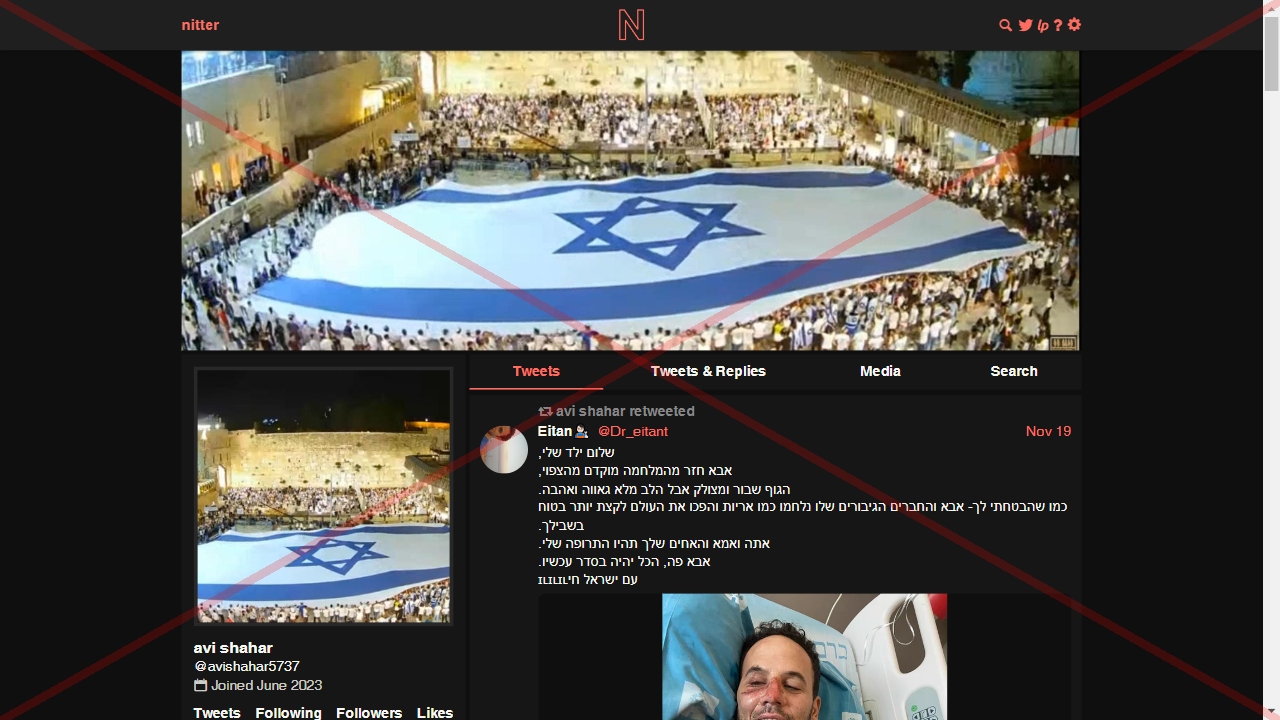 nitter
N
lp ?
Tweets Tweets & Replies Media Search
avi shahar retweeted
Eitan @Dr_eitant Nov 19
שלום ילד שלי,
אבא חזר מהמלחמה מוקדם מהצפוי,
הגוף שבור ומצולק אבל הלב מלא גאווה ואהבה.
כמו שהבטחתי לך- אבא והחברים הגיבורים שלו נלחמו כמו אריות והפכו את העולם לקצת יותר בטוח
בשבילך.
אתה ואמא והאחים שלך תהיו התרופה שלי.
אבא פה, הכל יהיה בסדר עכשיו.
עם ישראל חי🇮🇱🇮🇱🇮🇱
avi shahar
@avishahar5737
Joined June 2023
Tweets Following Followers Likes